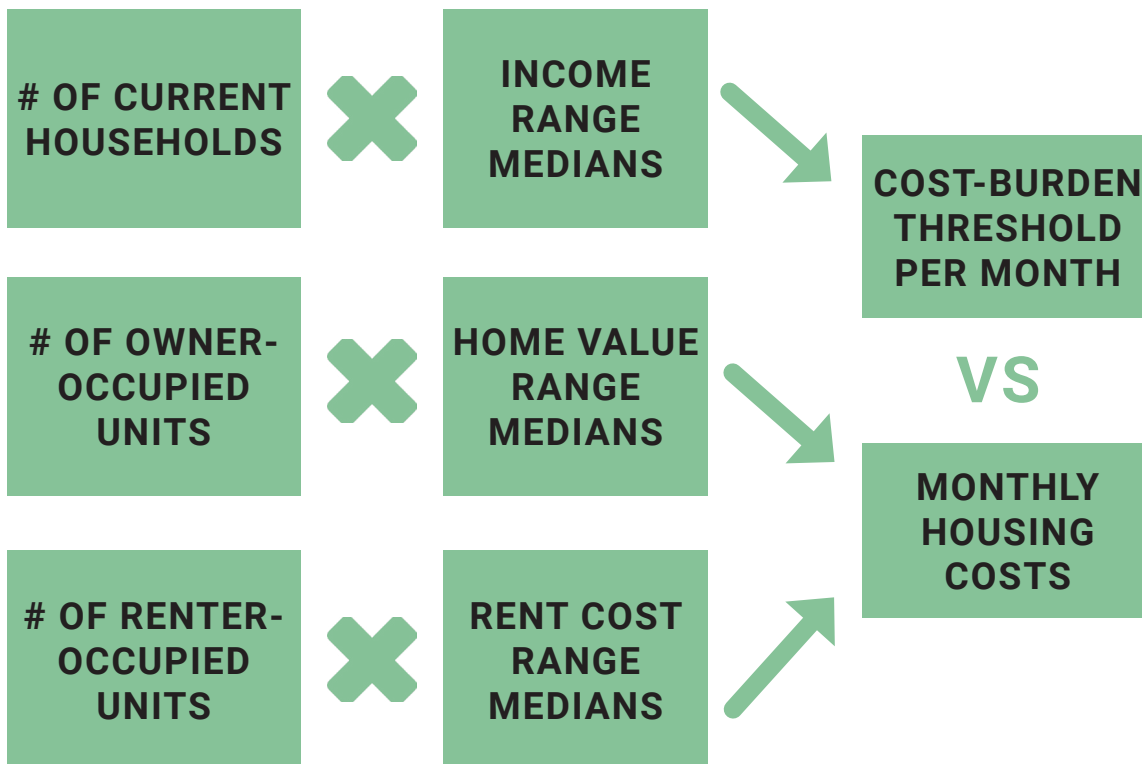 # OF CURRENT
HOUSEHOLDS
INCOME
RANGE
MEDIANS
COST-BURDEN
THRESHOLD
PER MONTH
# OF OWNER-
OCCUPIED
UNITS
HOME VALUE
RANGE
MEDIANS
VS
MONTHLY
HOUSING
COSTS
# OF RENTER-
OCCUPIED
UNITS
RENT COST
RANGE
MEDIANS